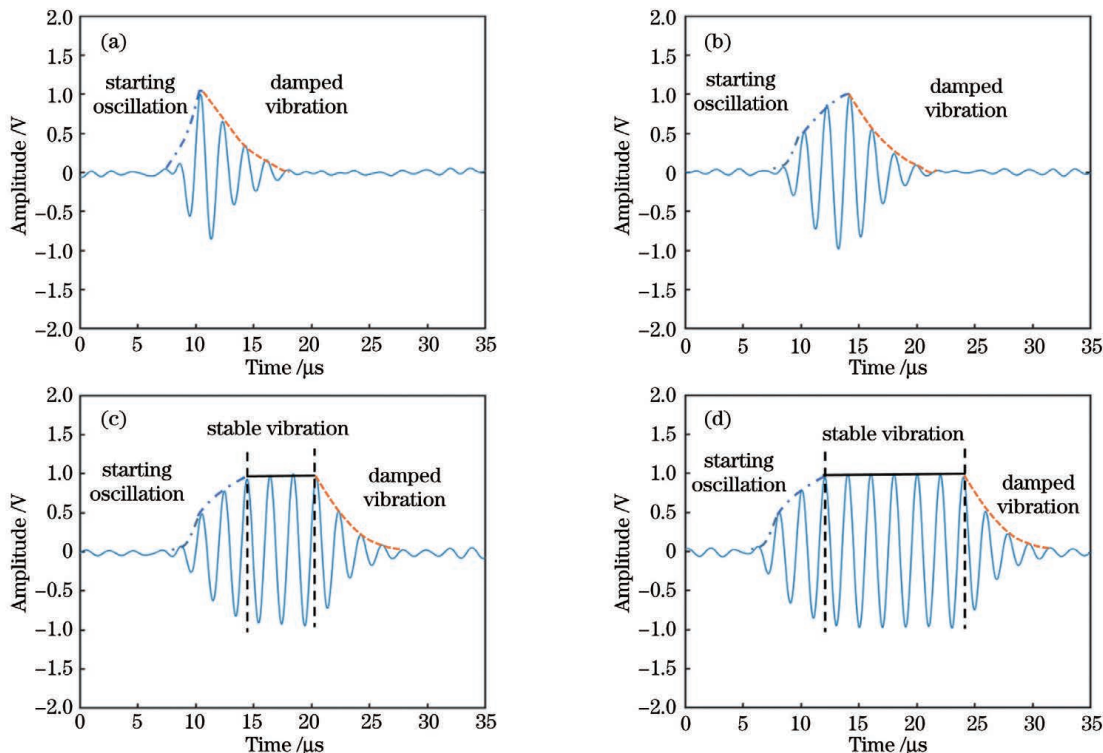 (a)
starting
oscillation
damped
vibration
2.0
1.5
1.0
0.5
0
−0.5
−1.0
−1.5
−2.0
Amplitude /V
0 5 10 15 20 25 30 35
Time /μs
(b)
starting
oscillation
damped
vibration
2.0
1.5
1.0
0.5
0
−0.5
−1.0
−1.5
−2.0
Amplitude /V
0 5 10 15 20 25 30 35
Time /μs
(c)
stable vibration
starting
oscillation
damped
vibration
2.0
1.5
1.0
0.5
0
−0.5
−1.0
−1.5
−2.0
Amplitude /V
0 5 10 15 20 25 30 35
Time /μs
(d)
stable vibration
starting
oscillation
damped
vibration
2.0
1.5
1.0
0.5
0
−0.5
−1.0
−1.5
−2.0
Amplitude /V
0 5 10 15 20 25 30 35
Time /μs